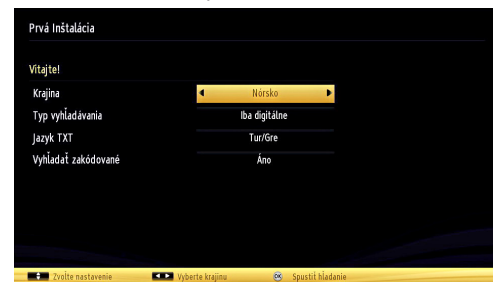 Prvá Inštalácia
Vítajte!
Krajina Nórsko
Typ vyhľadávania Iba digitálne
Jazyk TXT Tur/Gre
Vyhľadať zakódované Áno
Zvoľte nastavenie Vyberte krajinu OK Spustiť hľadanie